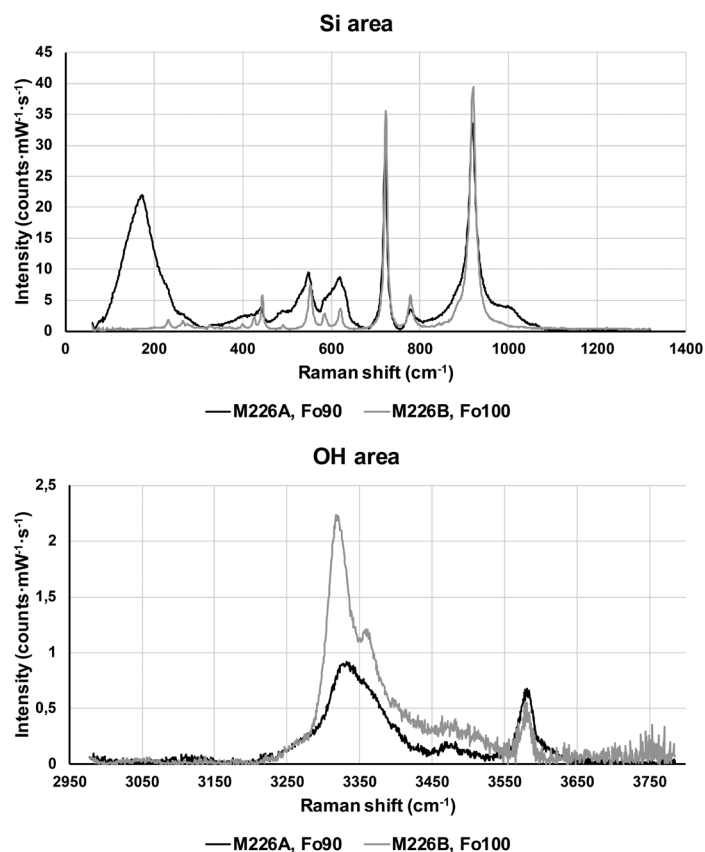 Si area
45
40
35
30
25
20
15
10
5
0
Intensity (counts·mW⁻¹·s⁻¹)
0 200 400 600 800 1000 1200 1400
Raman shift (cm⁻¹)
M226A, Fo90 M226B, Fo100
OH area
2,5
2
1,5
1
0,5
0
Intensity (counts·mW⁻¹·s⁻¹)
2950 3050 3150 3250 3350 3450 3550 3650 3750
Raman shift (cm⁻¹)
M226A, Fo90 M226B, Fo100